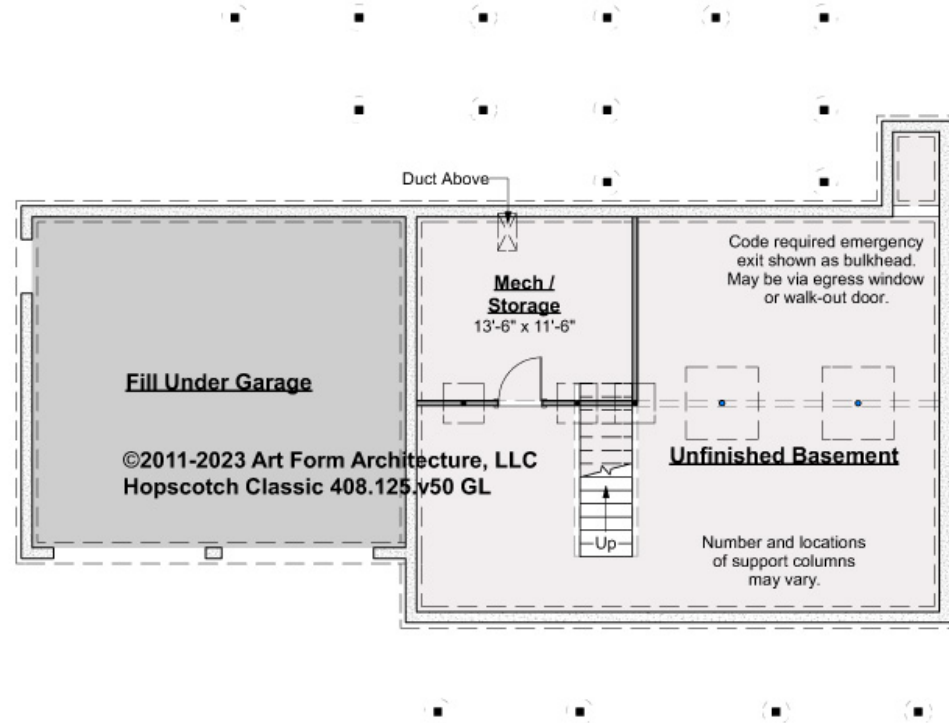 Duct Above
Code required emergency
exit shown as bulkhead.
May be via egress window
or walk-out door.
Mech /
Storage
13'-6" x 11'-6"
Fill Under Garage
©2011-2023 Art Form Architecture, LLC
Hopscotch Classic 408.125.v50 GL
Unfinished Basement
Up
Number and locations
of support columns
may vary.